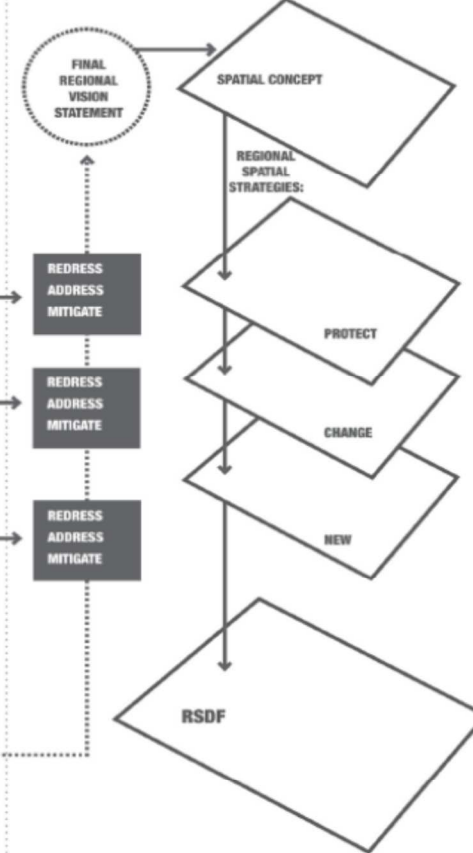 FINAL
REGIONAL
VISION
STATEMENT
SPATIAL CONCEPT
REGIONAL
SPATIAL
STRATEGIES:
REDRESS
ADDRESS
MITIGATE
PROTECT
REDRESS
ADDRESS
MITIGATE
CHANGE
REDRESS
ADDRESS
MITIGATE
NEW
RSDF